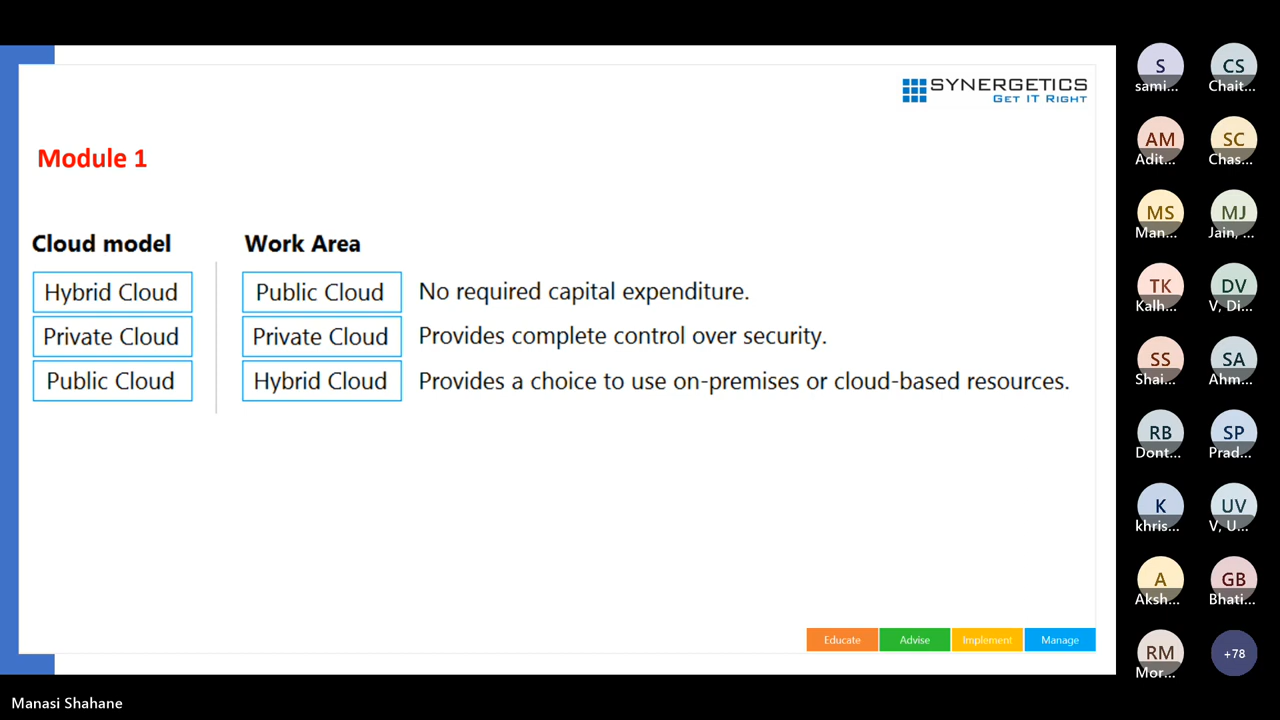 SYNERGETICS
GET IT RIGHT
Module 1
Cloud model
Work Area
Hybrid Cloud
Public Cloud
No required capital expenditure.
Private Cloud
Private Cloud
Provides complete control over security.
Public Cloud
Hybrid Cloud
Provides a choice to use on-premises or cloud-based resources.
Educate
Advise
Implement
Manage
S
sami...
CS
Chait...
AM
Adit...
SC
Chas...
MS
Man...
MJ
Jain, ...
TK
Kalh...
DV
V, Di...
SS
Shai...
SA
Ahm...
RB
Dont...
SP
Prad...
K
khris...
UV
V, U...
A
Aksh...
GB
Bhati...
RM
Mor...
+78
Manasi Shahane